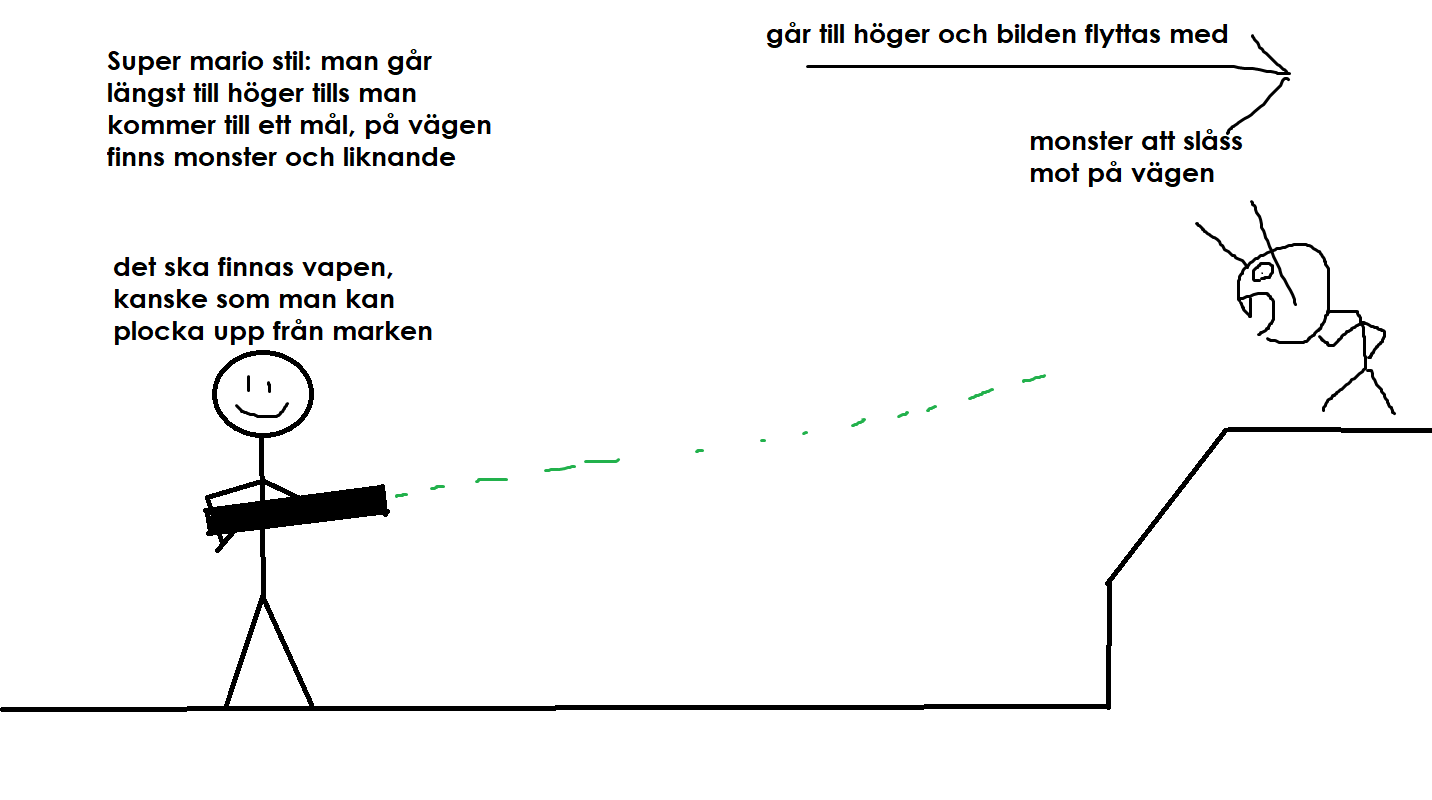 Super mario stil: man går
längst till höger tills man
kommer till ett mål, på vägen
finns monster och liknande
går till höger och bilden flyttas med
monster att slåss
mot på vägen
det ska finnas vapen,
kanske som man kan
plocka upp från marken